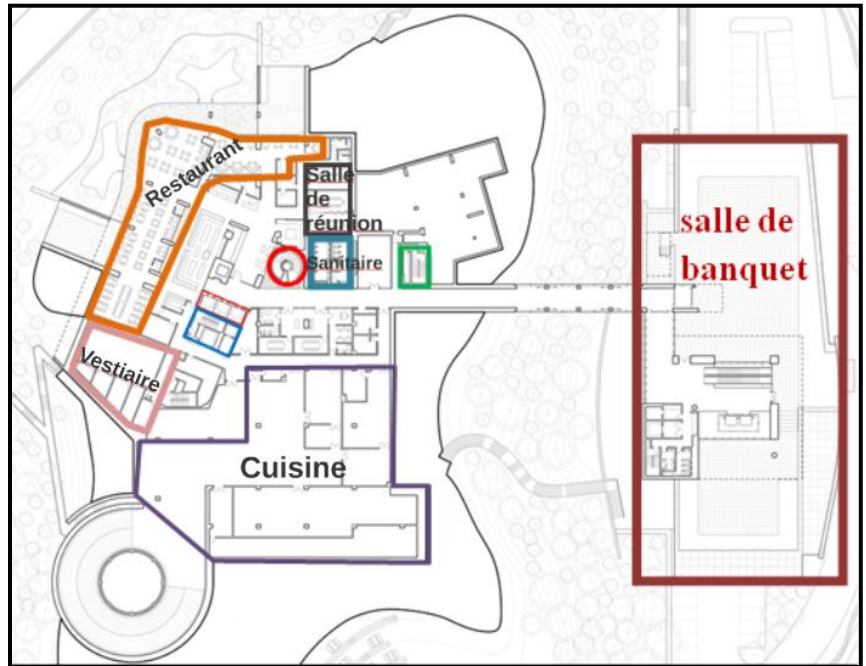 Restaurant
Salle
de
réunion
Sanitaire
salle de
banquet
Vestiaire
Cuisine